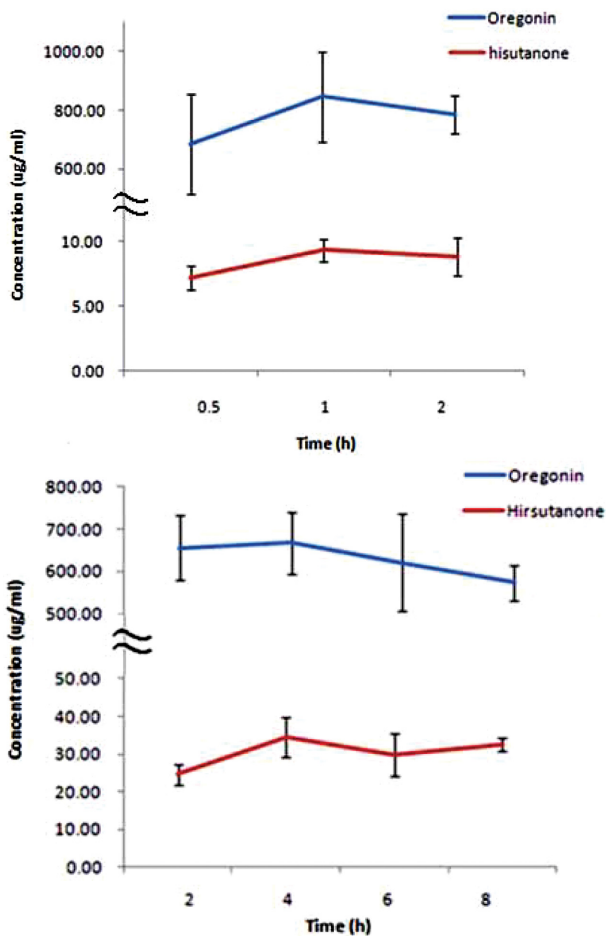 Oregonin
hisutanone
1000.00
800.00
600.00
10.00
5.00
0.00
Concentration (ug/ml)
0.5 1 2
Time (h)
Oregonin
Hirsutanone
800.00
700.00
600.00
500.00
50.00
40.00
30.00
20.00
10.00
0.00
Concentration (ug/ml)
2 4 6 8
Time (h)